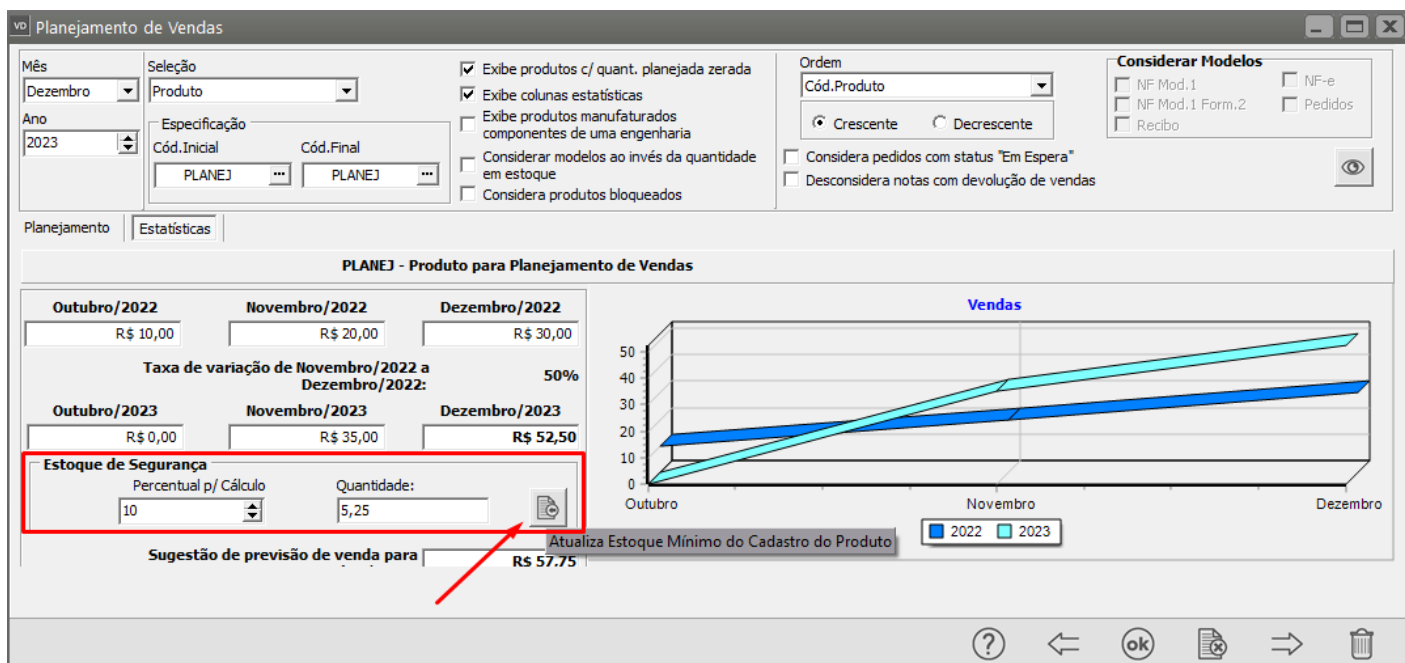 VD Planejamento de Vendas
Mês
Dezembro
Ano
2023
Seleção
Produto
Especificação
Cód.Inicial Cód.Final
PLANEJ ... PLANEJ ...
Exibe produtos c/ quant. planejada zerada
Exibe colunas estatísticas
Exibe produtos manufaturados
componentes de uma engenharia
Considerar modelos ao invés da quantidade
em estoque
Considera produtos bloqueados
Ordem
Cód.Produto
Crescente Decrescente
Considera pedidos com status "Em Espera"
Desconsidera notas com devolução de vendas
Considerar Modelos
NF Mod.1 NF-e
NF Mod.1 Form.2 Pedidos
Recibo
Planejamento Estatísticas
PLANEJ - Produto para Planejamento de Vendas
Outubro/2022 Novembro/2022 Dezembro/2022
R$ 10,00 R$ 20,00 R$ 30,00
Taxa de variação de Novembro/2022 a
Dezembro/2022: 50%
Outubro/2023 Novembro/2023 Dezembro/2023
R$ 0,00 R$ 35,00 R$ 52,50
Estoque de Segurança
Percentual p/ Cálculo Quantidade:
10 5,25
Atualiza Estoque Mínimo do Cadastro do Produto
Sugestão de previsão de venda para
R$ 57,75
Vendas
50
40
30
20
10
0
Outubro Novembro Dezembro
2022 2023
? ok